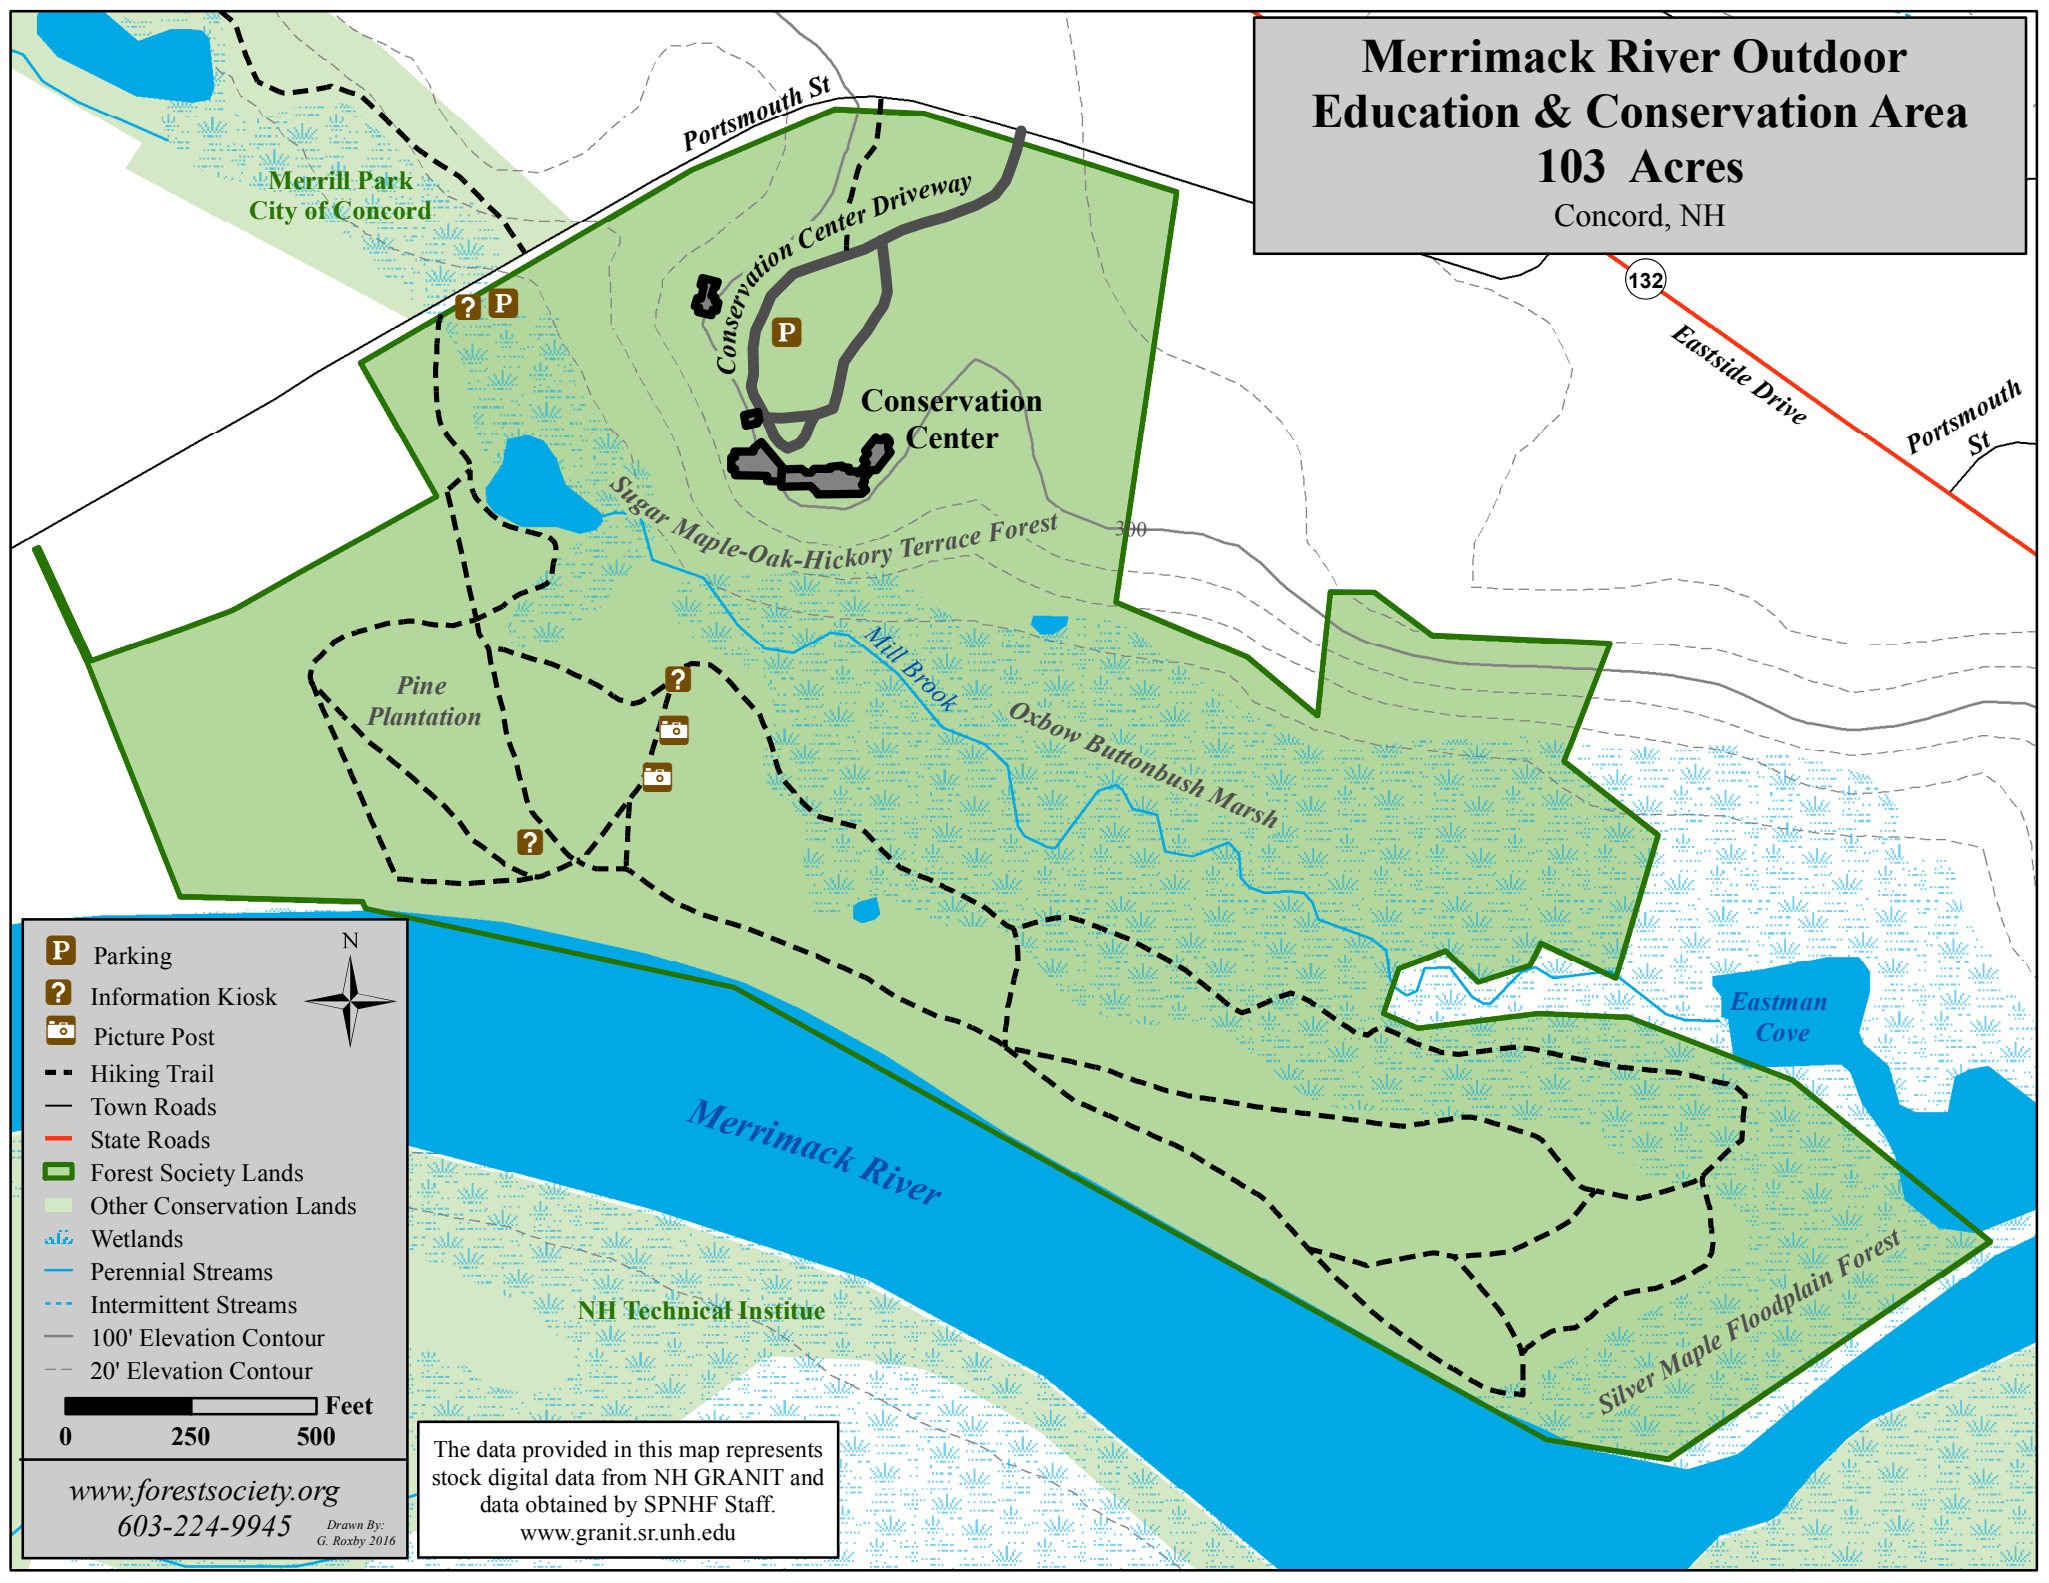 Merrimack River Outdoor
Education & Conservation Area
103 Acres
Concord, NH
Portsmouth St
Merrill Park
City of Concord
Conservation Center Driveway
132
Eastside Drive
Portsmouth
St
?
P
P
Conservation
Center
Sugar Maple-Oak-Hickory Terrace Forest
300
Mill Brook
Pine
Plantation
?
Oxbow Buttonbush Marsh
?
Eastman
Cove
Merrimack River
Silver Maple Floodplain Forest
NH Technical Institue
N
P Parking
? Information Kiosk
Picture Post
Hiking Trail
Town Roads
State Roads
Forest Society Lands
Other Conservation Lands
Wetlands
Perennial Streams
Intermittent Streams
100' Elevation Contour
20' Elevation Contour
Feet
0 250 500
www.forestsociety.org
603-224-9945
Drawn By:
G. Roxby 2016
The data provided in this map represents
stock digital data from NH GRANIT and
data obtained by SPNHF Staff.
www.granit.sr.unh.edu